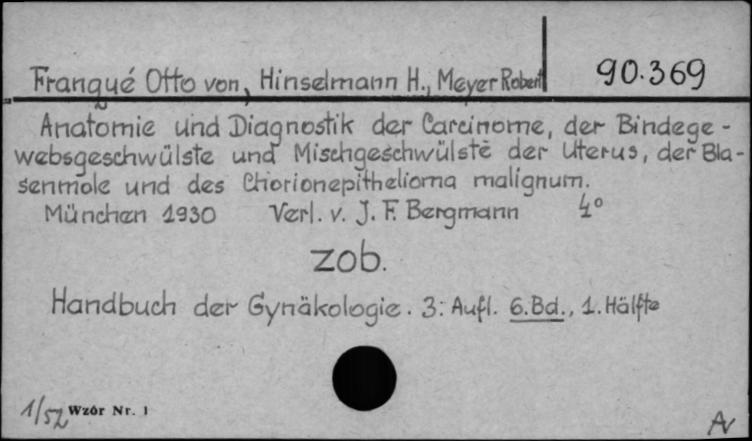 Franqué Otto von, Hinselmann H., Meyer Robert
90.369
Anatomie und Diagnostik der Carcinome, der Bindege-
websgeschwülste und Mischgeschwülste der Uterus, der Bla-
senmole und des Chorionepithelioma malignum.
München 1930 Verl. v. J. F. Bergmann 4°
zob.
Handbuch der Gynäkologie. 3. Aufl. 6.Bd., 1. Hälfte
1/52 Wzór Nr. 1